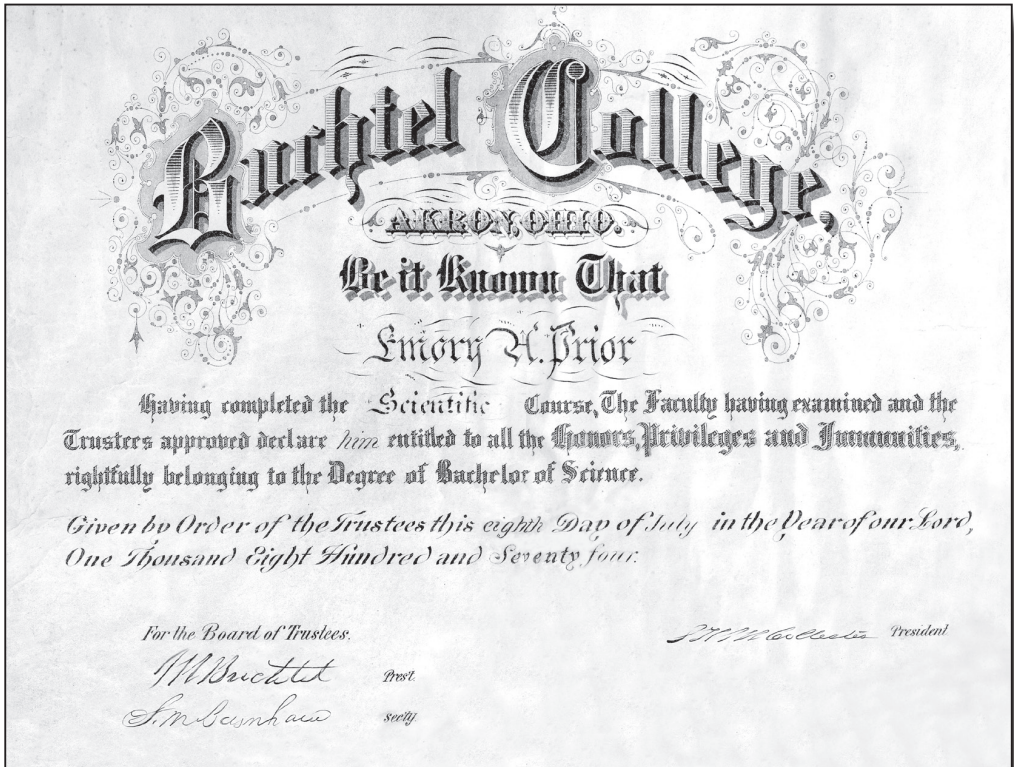 Buchtel College,
AKRON, OHIO.
Be it Known That
Emory A. Prior
Having completed the Scientific Course, The Faculty having examined and the
Trustees approved declare him entitled to all the Honors, Privileges and Immunities,
rightfully belonging to the Degree of Bachelor of Science.
Given by Order of the Trustees this eighth Day of July in the Year of our Lord,
One Thousand Eight Hundred and Seventy four.
For the Board of Trustees.
President
Prest.
secty.